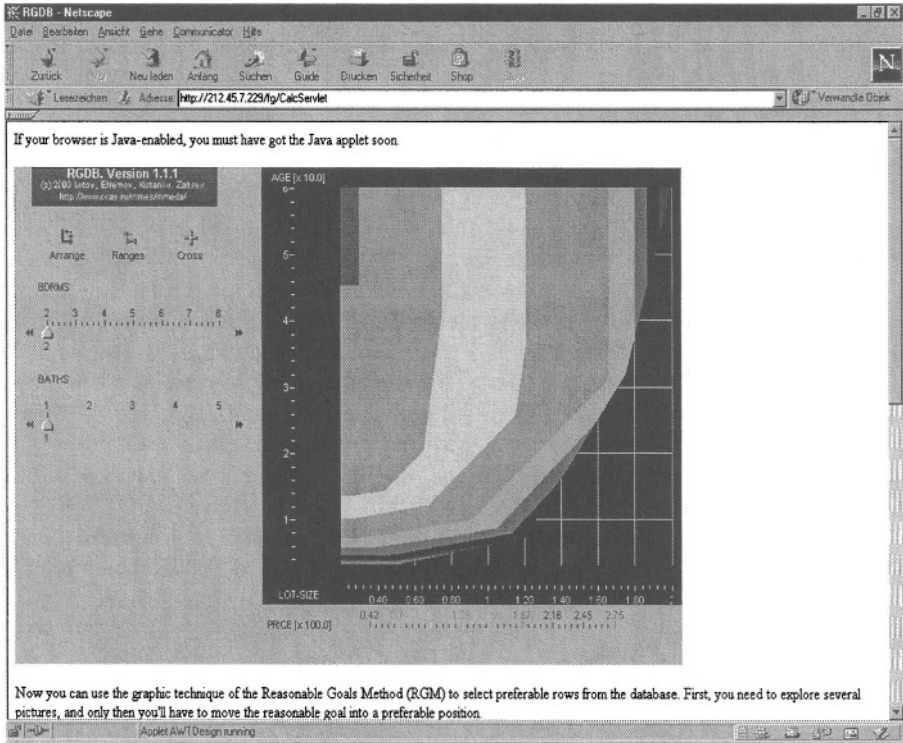 RGDB - Netscape
Datei Bearbeiten Ansicht Gehe Communicator Hilfe
Zurück Vor Neu laden Anfang Suchen Guide Drucken Sicherheit Shop
Lesezeichen Adresse http://212.45.7.229/fg/CalcServlet Verwandte Objek
If your browser is Java-enabled, you must have got the Java applet soon.
RGDB. Version 1.1.1
Arrange Ranges Cross
BDRMS
2 3 4 5 6 7 8
2
BATHS
1 2 3 4 5
1
AGE [x 10.0]
6
5
4
3
2
1
LOT-SIZE
0.40 0.60 0.80 1 1.20 1.40 1.60 1.80 2
PRICE [x 100.0]
0.42 2.18 2.45 2.75
Now you can use the graphic technique of the Reasonable Goals Method (RGM) to select preferable rows from the database. First, you need to explore several
pictures, and only then you'll have to move the reasonable goal into a preferable position.
Applet AWTDesign running